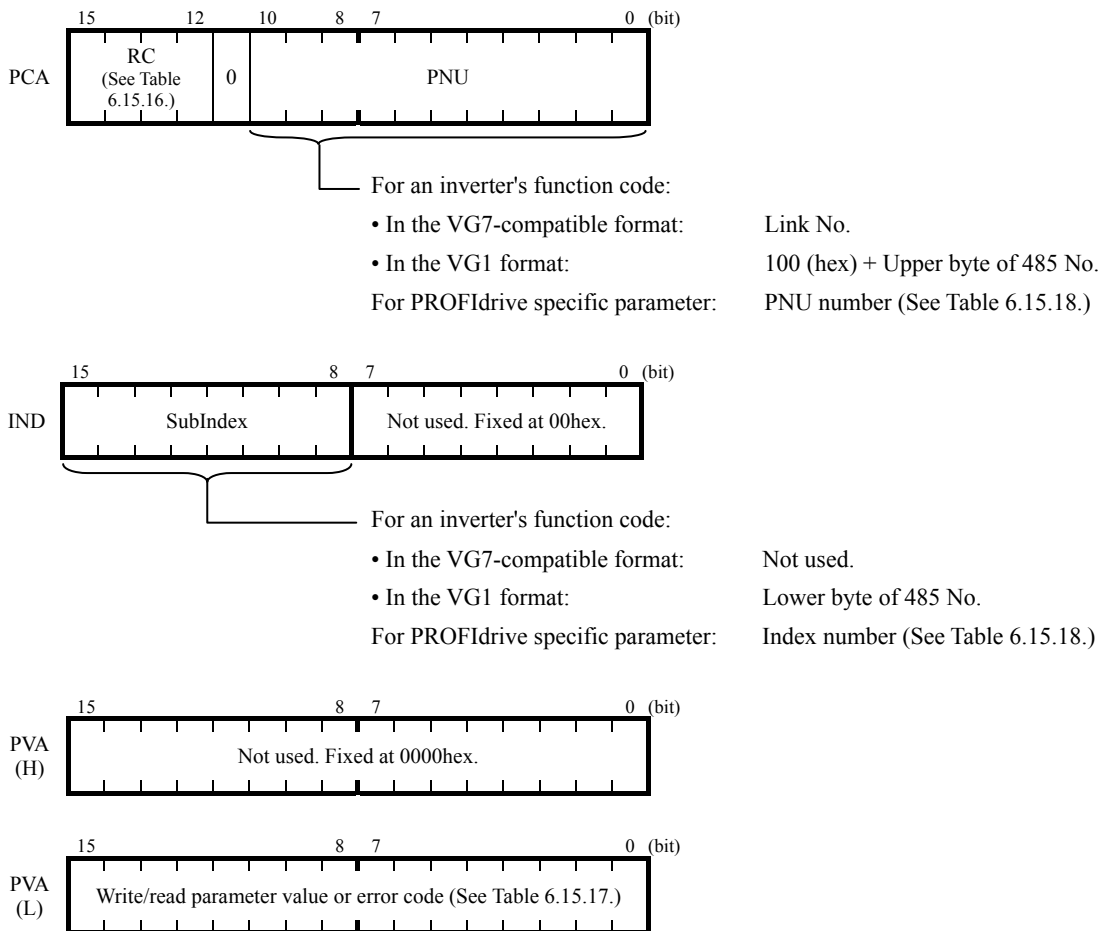 15 12 10 8 7 0 (bit)
PCA
RC
(See Table
6.15.16.)
0
PNU
For an inverter's function code:
• In the VG7-compatible format: Link No.
• In the VG1 format: 100 (hex) + Upper byte of 485 No.
For PROFIdrive specific parameter: PNU number (See Table 6.15.18.)
15 8 7 0 (bit)
IND SubIndex Not used. Fixed at 00hex.
For an inverter's function code:
• In the VG7-compatible format: Not used.
• In the VG1 format: Lower byte of 485 No.
For PROFIdrive specific parameter: Index number (See Table 6.15.18.)
15 8 7 0 (bit)
PVA
(H)
Not used. Fixed at 0000hex.
15 8 7 0 (bit)
PVA
(L)
Write/read parameter value or error code (See Table 6.15.17.)